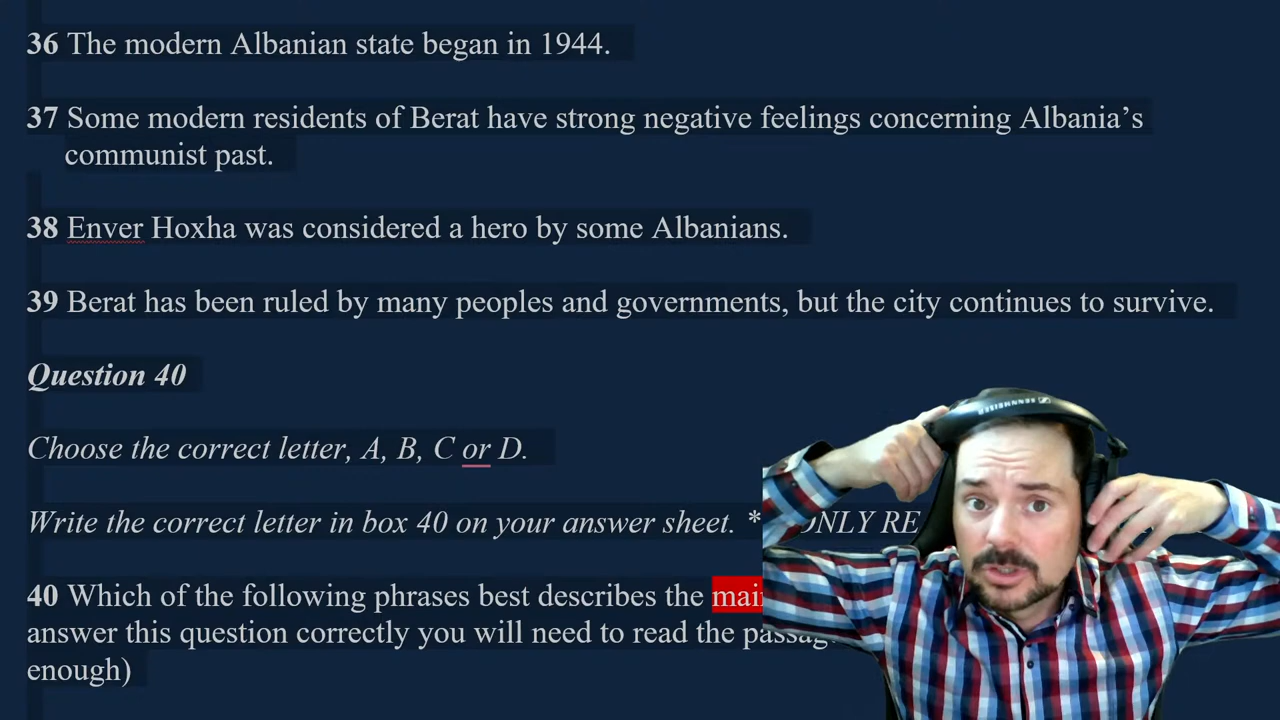 36 The modern Albanian state began in 1944.
37 Some modern residents of Berat have strong negative feelings concerning Albania’s
communist past.
38 Enver Hoxha was considered a hero by some Albanians.
39 Berat has been ruled by many peoples and governments, but the city continues to survive.
Question 40
Choose the correct letter, A, B, C or D.
Write the correct letter in box 40 on your answer sheet. *
ONLY
SENNHEISER
40 Which of the following phrases best describes the
answer this question correctly you will need to read the
enough)